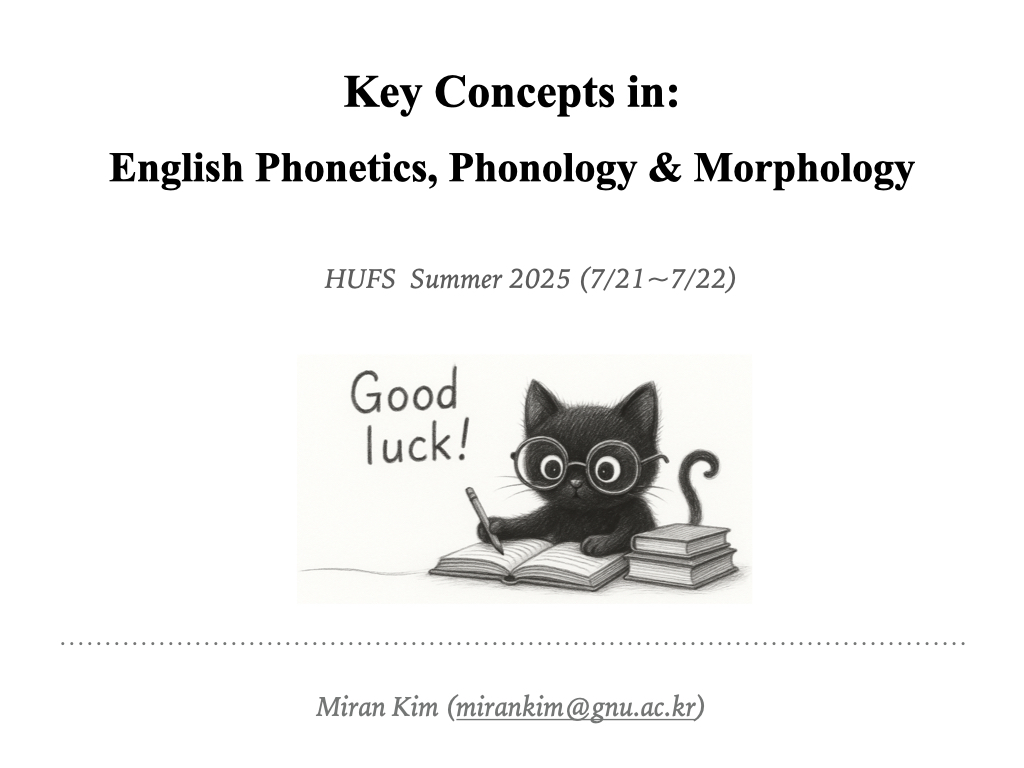 Key Concepts in:
English Phonetics, Phonology & Morphology
HUFS  Summer 2025 (7/21~7/22)
Good
luck!
Miran Kim (mirankim@gnu.ac.kr)